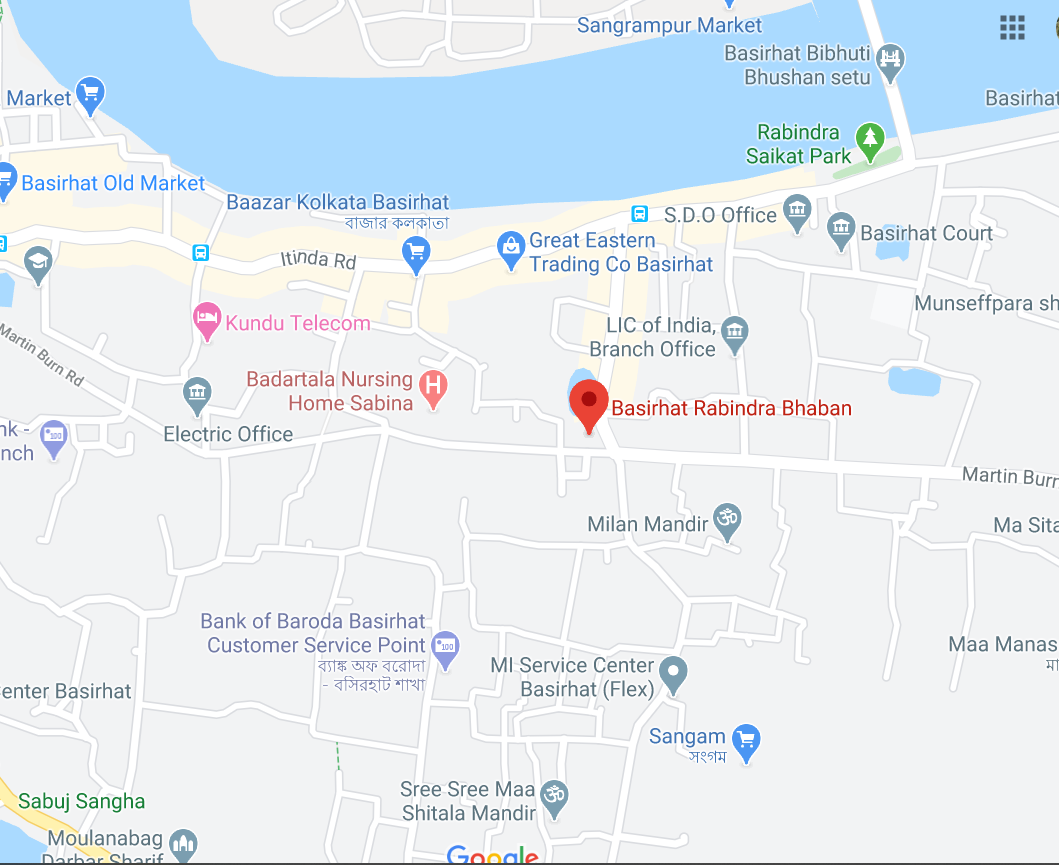 Sangrampur Market
Basirhat Bibhuti
Bhushan setu
Market
Basirhat
Rabindra
Saikat Park
Basirhat Old Market
Baazar Kolkata Basirhat
বাজার কলকাতা
S.D.O Office
Basirhat Court
Great Eastern
Trading Co Basirhat
Itinda Rd
Munseffpara sh
Kundu Telecom
LIC of India,
Branch Office
Martin Burn Rd
Badartala Nursing
Home Sabina
Basirhat Rabindra Bhaban
Electric Office
nk -
nch
Martin Burn
Milan Mandir
Ma Sita
Bank of Baroda Basirhat
Customer Service Point
ব্যাঙ্ক অফ বরোদা
- বসিরহাট শাখা
Maa Manas
মা
MI Service Center
Basirhat (Flex)
enter Basirhat
Sangam
সংগম
Sree Sree Maa
Shitala Mandir
Sabuj Sangha
Moulanabag
Darbar Sharif
Google